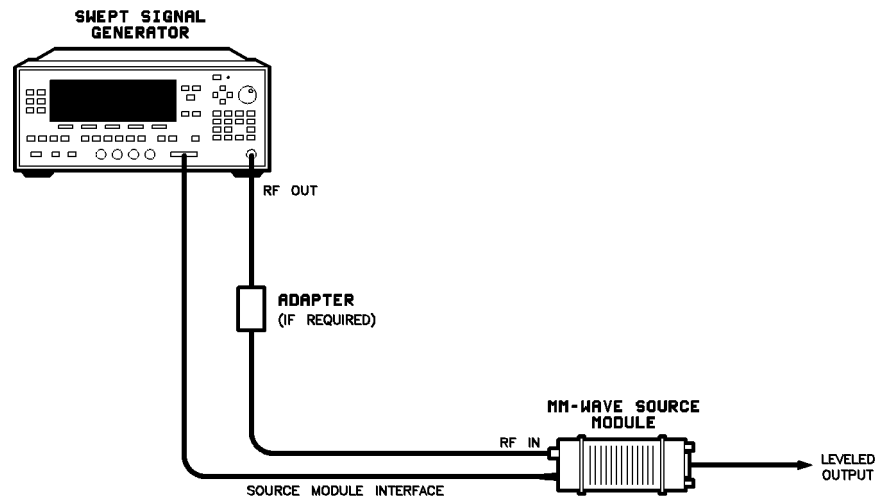 SWEPT SIGNAL
GENERATOR
RF OUT
ADAPTER
(IF REQUIRED)
MM-WAVE SOURCE
MODULE
RF IN
LEVELED
OUTPUT
SOURCE MODULE INTERFACE